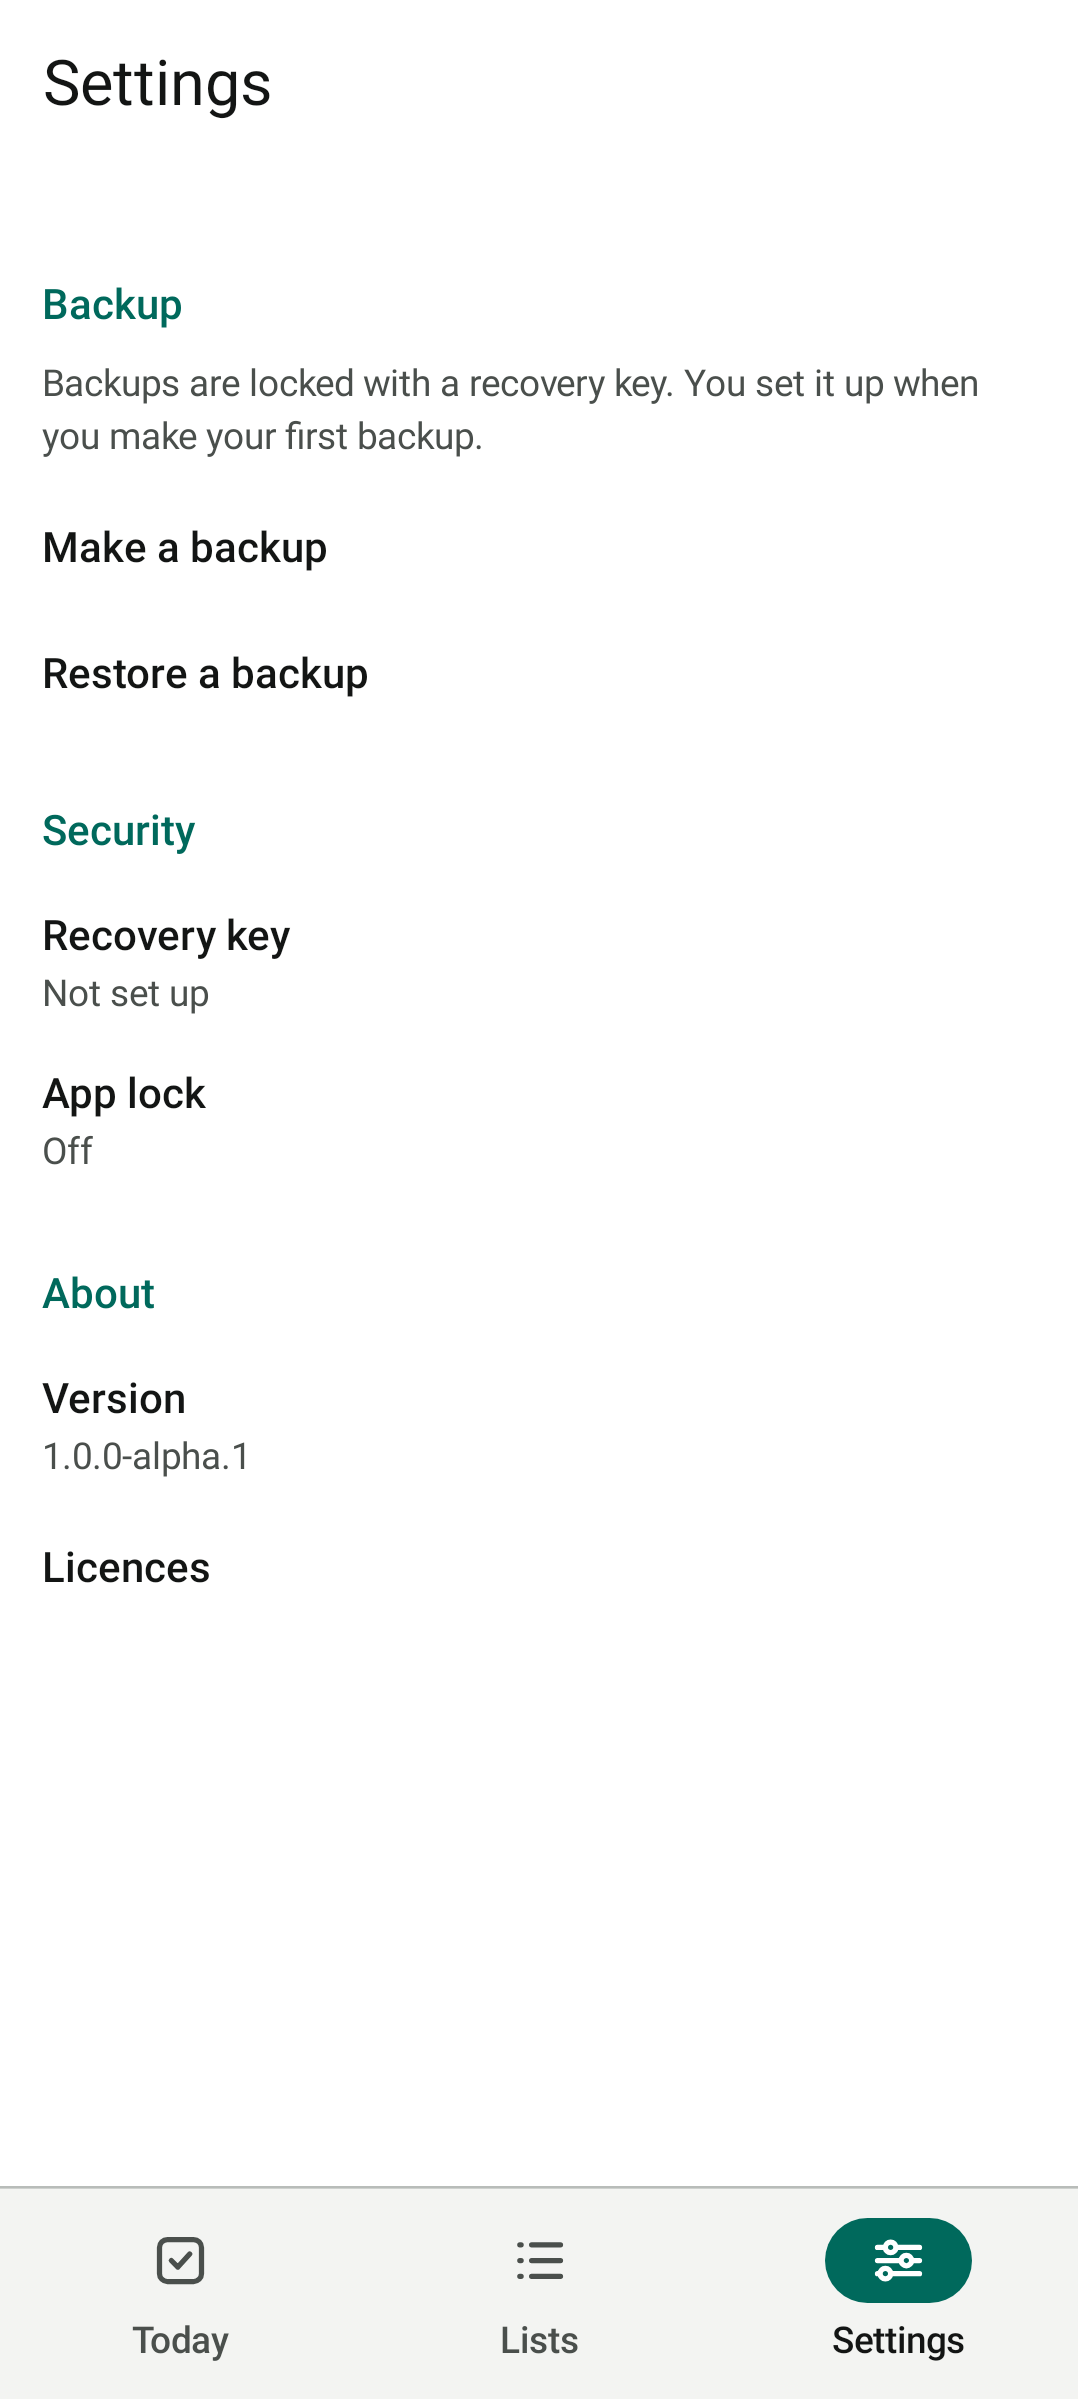 Settings
Backup
Backups are locked with a recovery key. You set it up when
you make your first backup.
Make a backup
Restore a backup
Security
Recovery key
Not set up
App lock
Off
About
Version
1.0.0-alpha.1
Licences
Today
Lists
Settings